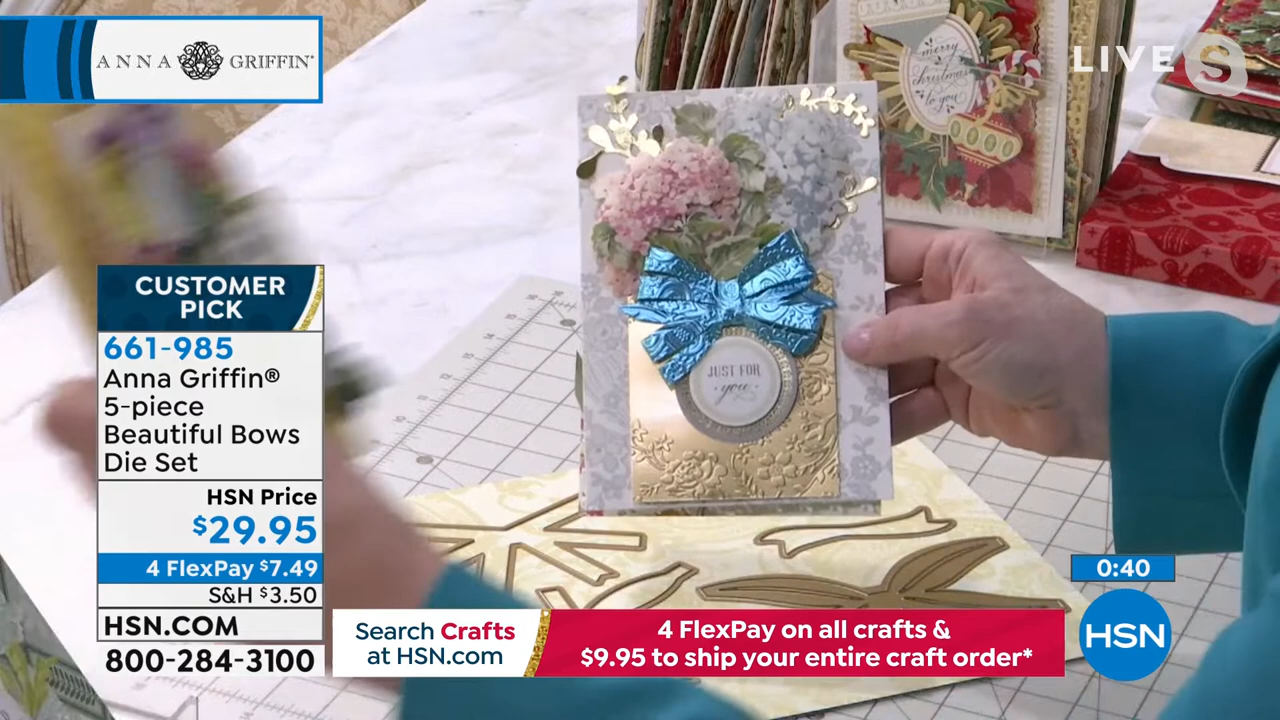 ANNA GRIFFIN®
LIVE S
merry
christmas
to you
JUST FOR
you
CUSTOMER
PICK
661-985
Anna Griffin®
5-piece
Beautiful Bows
Die Set
HSN Price
$29.95
4 FlexPay $7.49
S&H $3.50
HSN.COM
800-284-3100
Search Crafts
at HSN.com
4 FlexPay on all crafts &
$9.95 to ship your entire craft order*
0:40
HSN